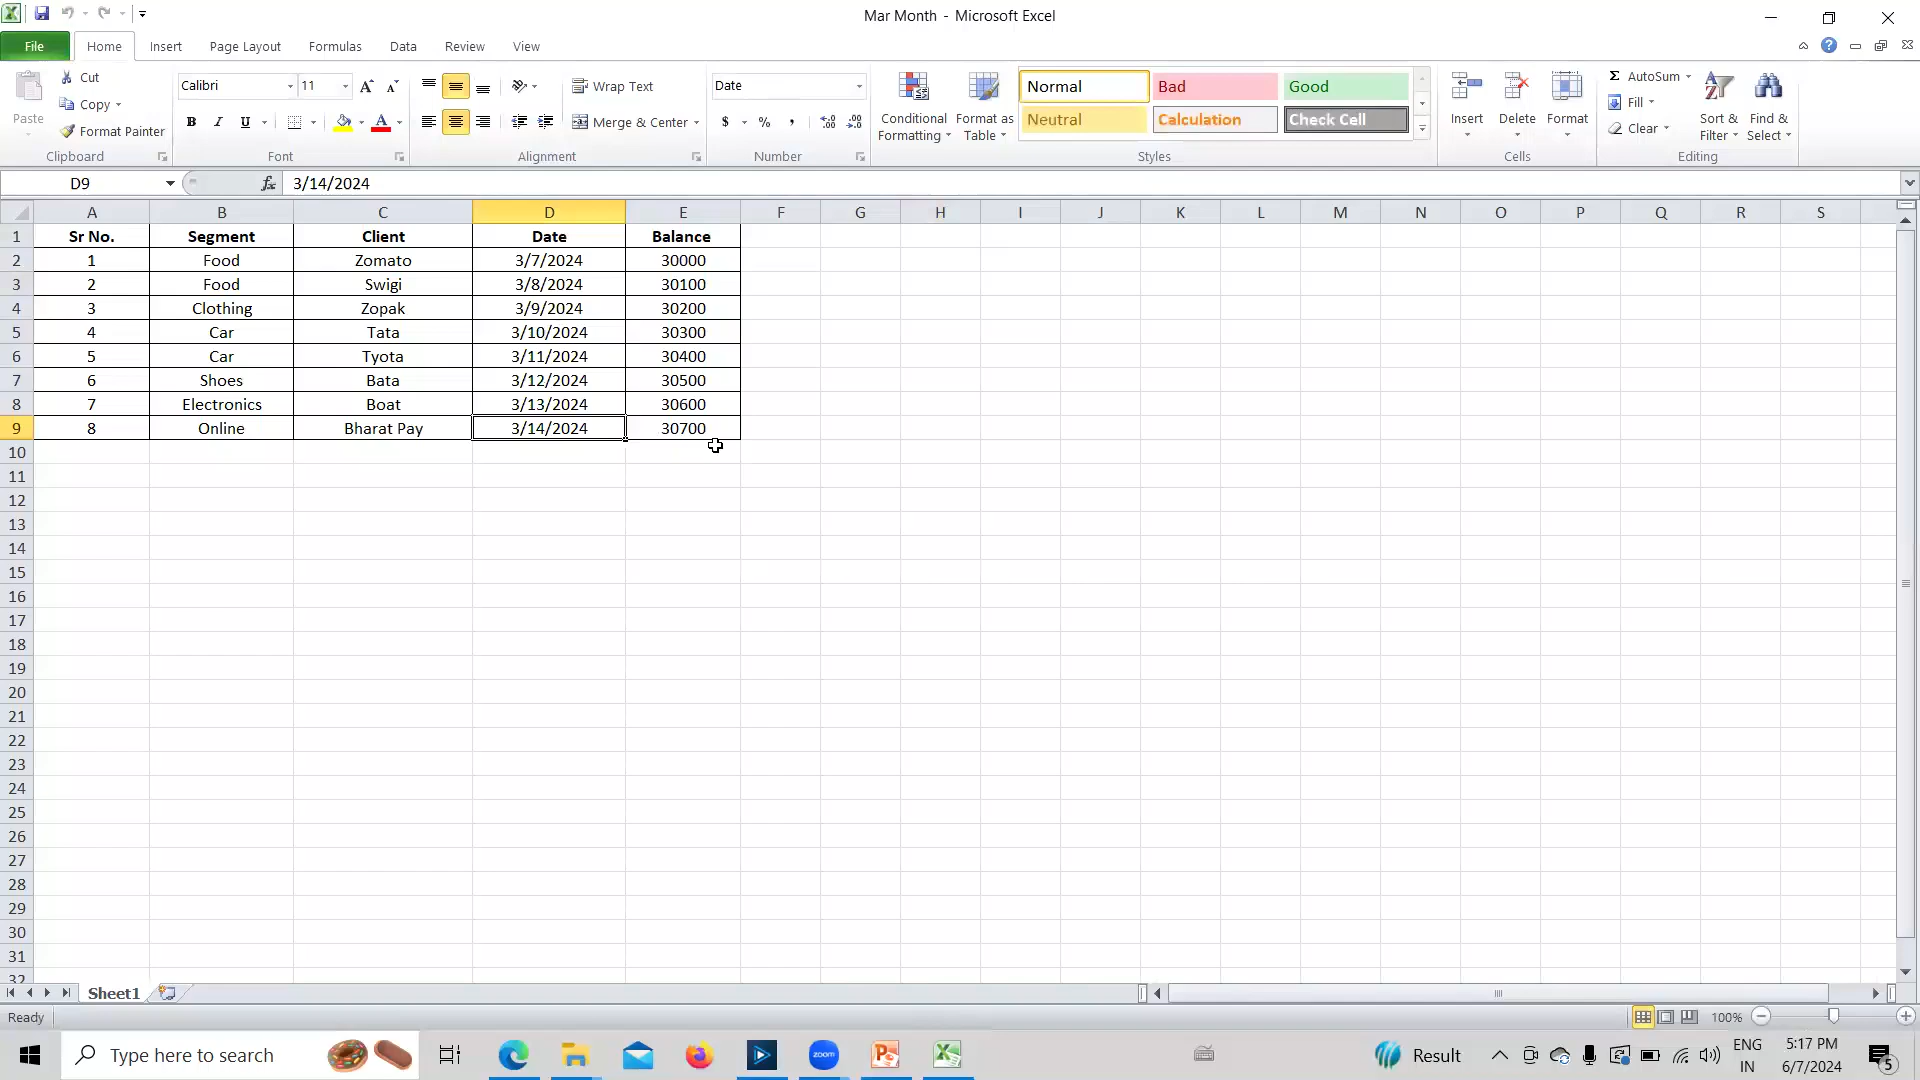 Mar Month - Microsoft Excel
File Home Insert Page Layout Formulas Data Review View
Paste
Cut
Copy
Format Painter
Clipboard
Calibri 11
B I U
Font
Wrap Text
Merge & Center
Alignment
Date
$ % ,
Number
Conditional Formatting
Format as Table
Normal Bad Good
Neutral Calculation Check Cell
Styles
Insert Delete Format
Cells
Σ AutoSum
Fill
Clear
Sort & Filter
Find & Select
Editing
D9 fx 3/14/2024
A B C D E F G H I J K L M N O P Q R S
1 Sr No. Segment Client Date Balance
2 1 Food Zomato 3/7/2024 30000
3 2 Food Swigi 3/8/2024 30100
4 3 Clothing Zopak 3/9/2024 30200
5 4 Car Tata 3/10/2024 30300
6 5 Car Tyota 3/11/2024 30400
7 6 Shoes Bata 3/12/2024 30500
8 7 Electronics Boat 3/13/2024 30600
9 8 Online Bharat Pay 3/14/2024 30700
10
11
12
13
14
15
16
17
18
19
20
21
22
23
24
25
26
27
28
29
30
31
32
Sheet1
Ready 100%
Type here to search zoom Result ENG IN 5:17 PM 6/7/2024 5